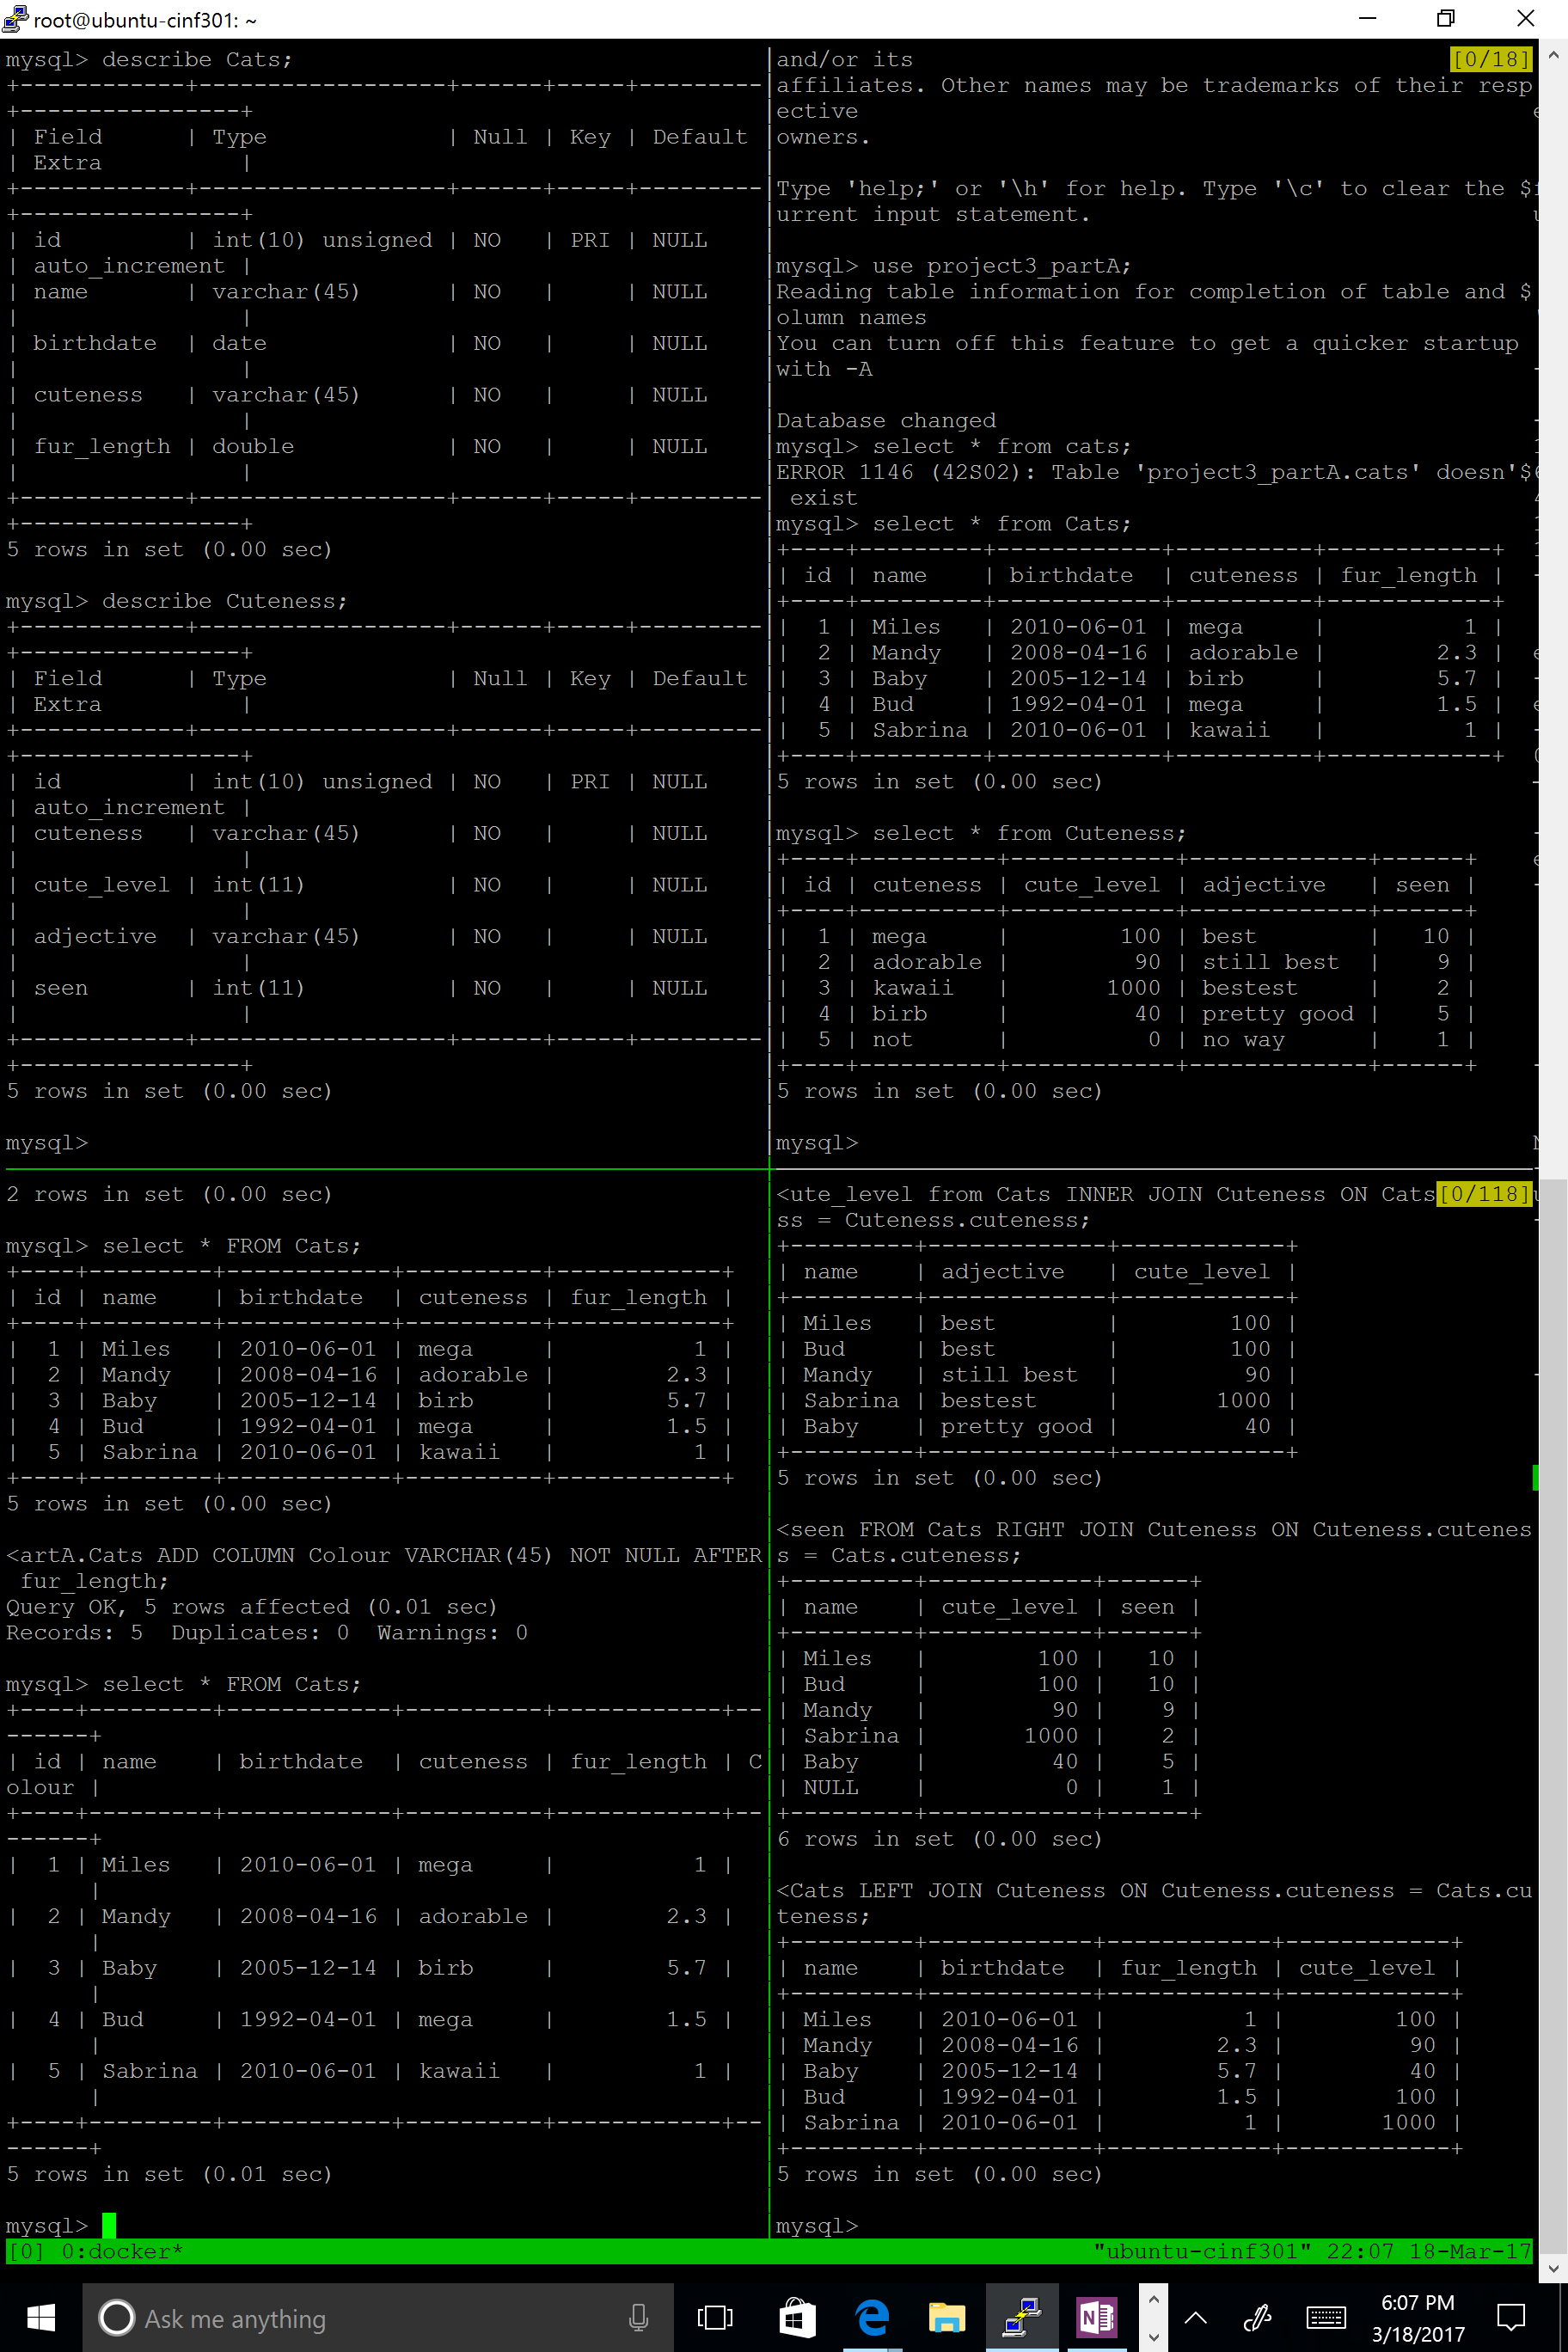 root@ubuntu-cinf301: ~
mysql> describe Cats;
+------------+------------------+------+-----+---------
+----------------+
| Field      | Type             | Null | Key | Default
| Extra          |
+------------+------------------+------+-----+---------
+----------------+
| id         | int(10) unsigned | NO   | PRI | NULL
| auto_increment |
| name       | varchar(45)      | NO   |     | NULL
|                |
| birthdate  | date             | NO   |     | NULL
|                |
| cuteness   | varchar(45)      | NO   |     | NULL
|                |
| fur_length | double           | NO   |     | NULL
|                |
+------------+------------------+------+-----+---------
+----------------+
5 rows in set (0.00 sec)
mysql> describe Cuteness;
+------------+------------------+------+-----+---------
+----------------+
| Field      | Type             | Null | Key | Default
| Extra          |
+------------+------------------+------+-----+---------
+----------------+
| id         | int(10) unsigned | NO   | PRI | NULL
| auto_increment |
| cuteness   | varchar(45)      | NO   |     | NULL
|                |
| cute_level | int(11)          | NO   |     | NULL
|                |
| adjective  | varchar(45)      | NO   |     | NULL
|                |
| seen       | int(11)          | NO   |     | NULL
|                |
+------------+------------------+------+-----+---------
+----------------+
5 rows in set (0.00 sec)
mysql>
and/or its [0/18]
affiliates. Other names may be trademarks of their resp
ective
owners.
Type 'help;' or '\h' for help. Type '\c' to clear the $
urrent input statement.
mysql> use project3_partA;
Reading table information for completion of table and $
olumn names
You can turn off this feature to get a quicker startup
with -A
Database changed
mysql> select * from cats;
ERROR 1146 (42S02): Table 'project3_partA.cats' doesn'$
 exist
mysql> select * from Cats;
+----+---------+------------+----------+------------+
| id | name    | birthdate  | cuteness | fur_length |
+----+---------+------------+----------+------------+
|  1 | Miles   | 2010-06-01 | mega     |          1 |
|  2 | Mandy   | 2008-04-16 | adorable |        2.3 |
|  3 | Baby    | 2005-12-14 | birb     |        5.7 |
|  4 | Bud     | 1992-04-01 | mega     |        1.5 |
|  5 | Sabrina | 2010-06-01 | kawaii   |          1 |
+----+---------+------------+----------+------------+
5 rows in set (0.00 sec)
mysql> select * from Cuteness;
+----+----------+------------+-------------+------+
| id | cuteness | cute_level | adjective   | seen |
+----+----------+------------+-------------+------+
|  1 | mega     |        100 | best        |   10 |
|  2 | adorable |         90 | still best  |    9 |
|  3 | kawaii   |       1000 | bestest     |    2 |
|  4 | birb     |         40 | pretty good |    5 |
|  5 | not      |          0 | no way      |    1 |
+----+----------+------------+-------------+------+
5 rows in set (0.00 sec)
mysql>
2 rows in set (0.00 sec)
mysql> select * FROM Cats;
+----+---------+------------+----------+------------+
| id | name    | birthdate  | cuteness | fur_length |
+----+---------+------------+----------+------------+
|  1 | Miles   | 2010-06-01 | mega     |          1 |
|  2 | Mandy   | 2008-04-16 | adorable |        2.3 |
|  3 | Baby    | 2005-12-14 | birb     |        5.7 |
|  4 | Bud     | 1992-04-01 | mega     |        1.5 |
|  5 | Sabrina | 2010-06-01 | kawaii   |          1 |
+----+---------+------------+----------+------------+
5 rows in set (0.00 sec)
<artA.Cats ADD COLUMN Colour VARCHAR(45) NOT NULL AFTER
 fur_length;
Query OK, 5 rows affected (0.01 sec)
Records: 5  Duplicates: 0  Warnings: 0
mysql> select * FROM Cats;
+----+---------+------------+----------+------------+--
------+
| id | name    | birthdate  | cuteness | fur_length | C
olour |
+----+---------+------------+----------+------------+--
------+
|  1 | Miles   | 2010-06-01 | mega     |          1 |
      |
|  2 | Mandy   | 2008-04-16 | adorable |        2.3 |
      |
|  3 | Baby    | 2005-12-14 | birb     |        5.7 |
      |
|  4 | Bud     | 1992-04-01 | mega     |        1.5 |
      |
|  5 | Sabrina | 2010-06-01 | kawaii   |          1 |
      |
+----+---------+------------+----------+------------+--
------+
5 rows in set (0.01 sec)
mysql>
<ute_level from Cats INNER JOIN Cuteness ON Cats[0/118]
ss = Cuteness.cuteness;
+---------+-------------+------------+
| name    | adjective   | cute_level |
+---------+-------------+------------+
| Miles   | best        |        100 |
| Bud     | best        |        100 |
| Mandy   | still best  |         90 |
| Sabrina | bestest     |       1000 |
| Baby    | pretty good |         40 |
+---------+-------------+------------+
5 rows in set (0.00 sec)
<seen FROM Cats RIGHT JOIN Cuteness ON Cuteness.cutenes
s = Cats.cuteness;
+---------+------------+------+
| name    | cute_level | seen |
+---------+------------+------+
| Miles   |        100 |   10 |
| Bud     |        100 |   10 |
| Mandy   |         90 |    9 |
| Sabrina |       1000 |    2 |
| Baby    |         40 |    5 |
| NULL    |          0 |    1 |
+---------+------------+------+
6 rows in set (0.00 sec)
<Cats LEFT JOIN Cuteness ON Cuteness.cuteness = Cats.cu
teness;
+---------+------------+------------+------------+
| name    | birthdate  | fur_length | cute_level |
+---------+------------+------------+------------+
| Miles   | 2010-06-01 |          1 |        100 |
| Mandy   | 2008-04-16 |        2.3 |         90 |
| Baby    | 2005-12-14 |        5.7 |         40 |
| Bud     | 1992-04-01 |        1.5 |        100 |
| Sabrina | 2010-06-01 |          1 |       1000 |
+---------+------------+------------+------------+
5 rows in set (0.00 sec)
mysql>
[0] 0:docker* "ubuntu-cinf301" 22:07 18-Mar-17
Ask me anything
N
6:07 PM
3/18/2017